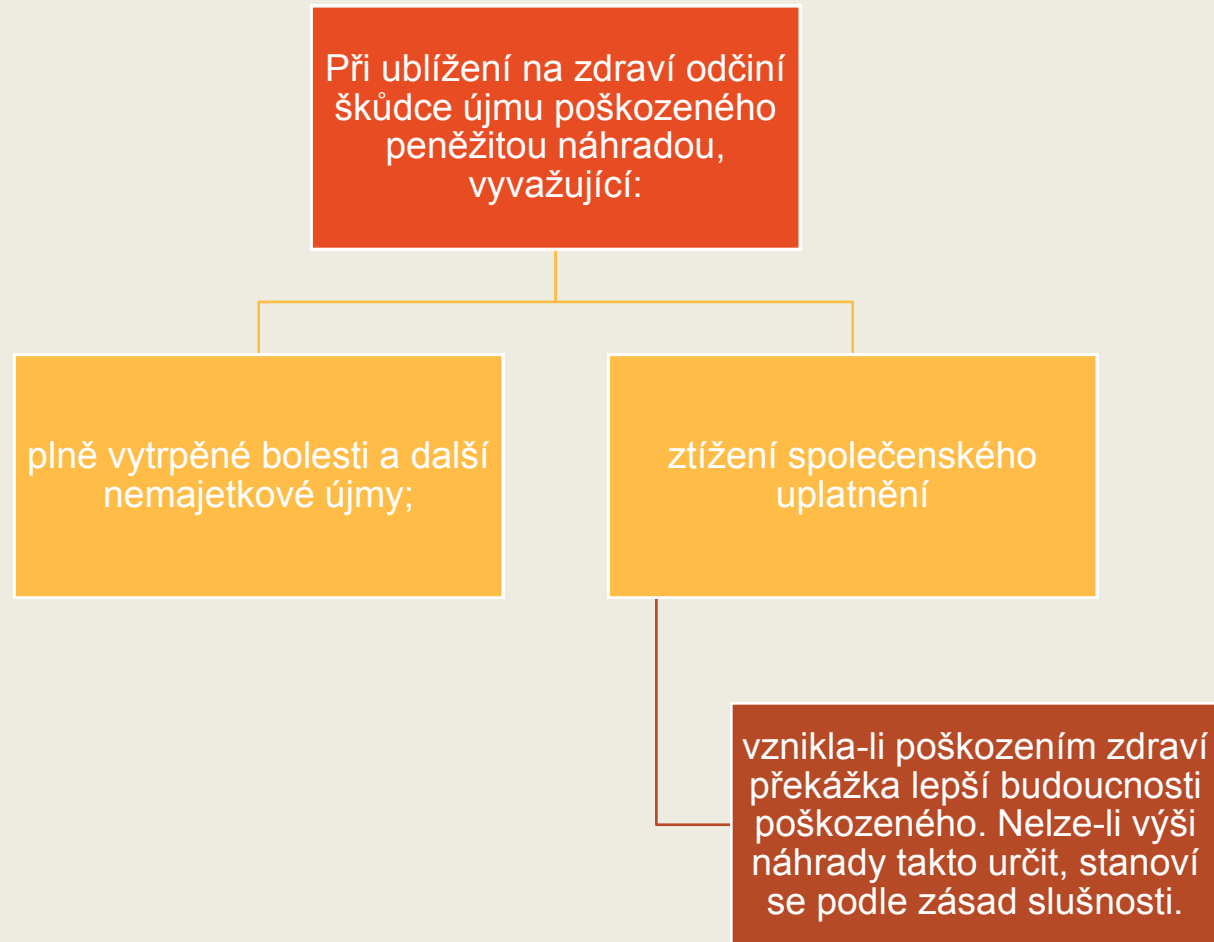 Při ublížení na zdraví odčiní
škůdce újmu poškozeného
peněžitou náhradou,
vyvažující:
plně vytrpěné bolesti a další
nemajetkové újmy;
ztížení společenského
uplatnění
vznikla-li poškozením zdraví
překážka lepší budoucnosti
poškozeného. Nelze-li výši
náhrady takto určit, stanoví
se podle zásad slušnosti.